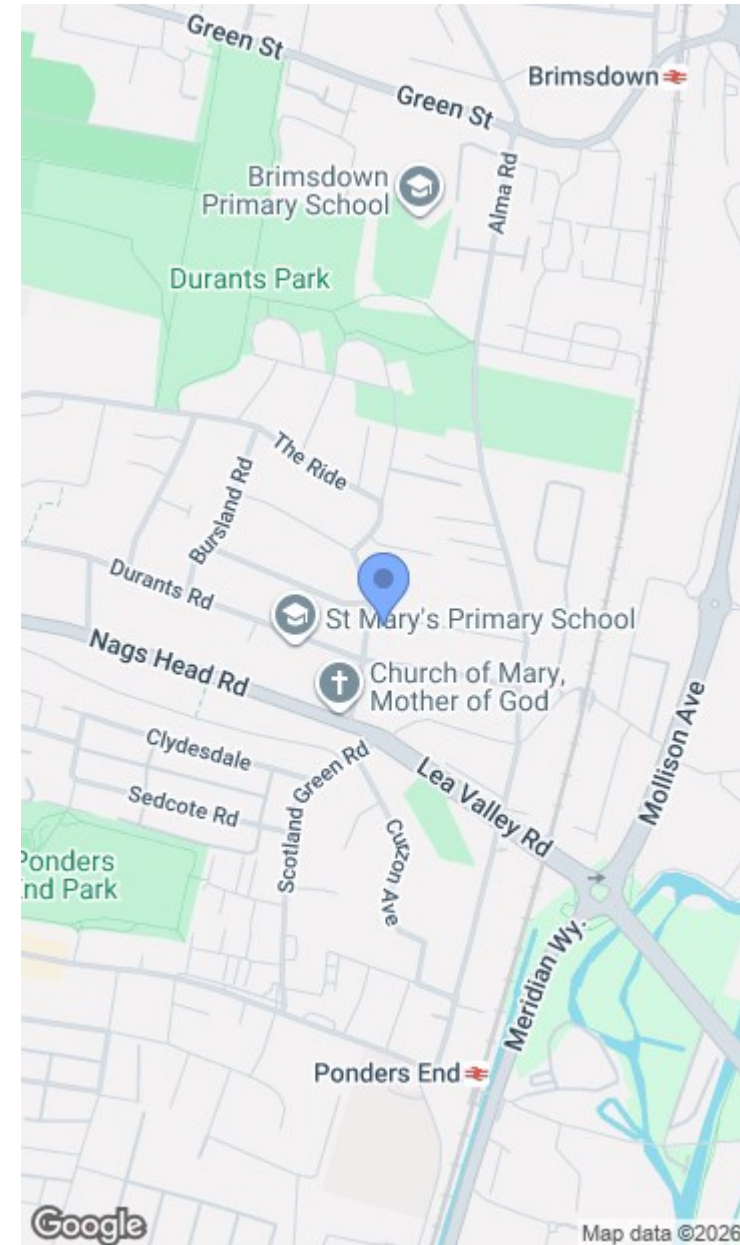 Green St
Brimsdown
Green St
Brimsdown
Primary School
Alma Rd
Durants Park
The Ride
Bursland Rd
Durants Rd
St Mary's Primary School
Nags Head Rd
Church of Mary,
Mother of God
Clydesdale
Scotland Green Rd
Lea Valley Rd
Mollison Ave
Sedcote Rd
Curzon Ave
Ponders
End Park
Meridian Wy.
Ponders End
Google
Map data ©2026